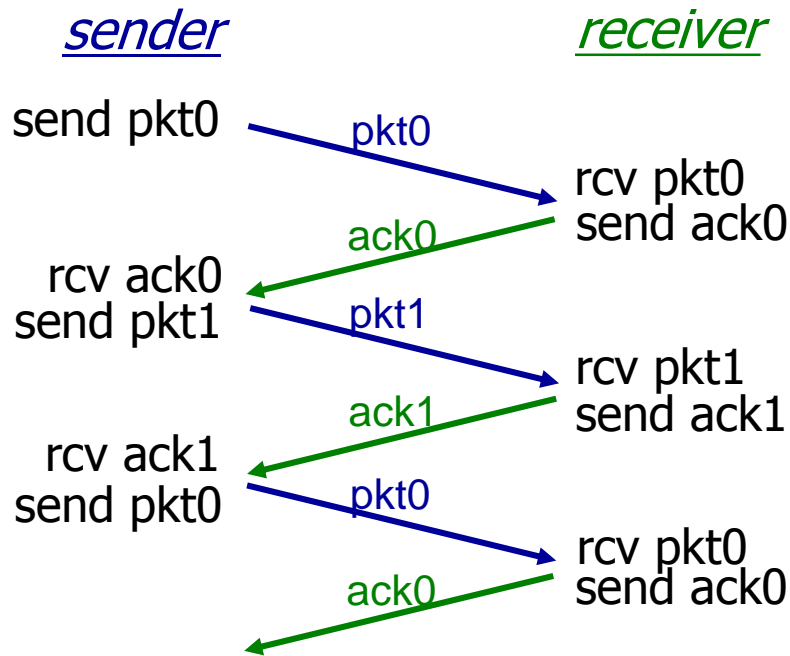 sender
receiver
send pkt0
pkt0
rcv pkt0
send ack0
ack0
rcv ack0
send pkt1
pkt1
rcv pkt1
send ack1
ack1
rcv ack1
send pkt0
pkt0
rcv pkt0
send ack0
ack0